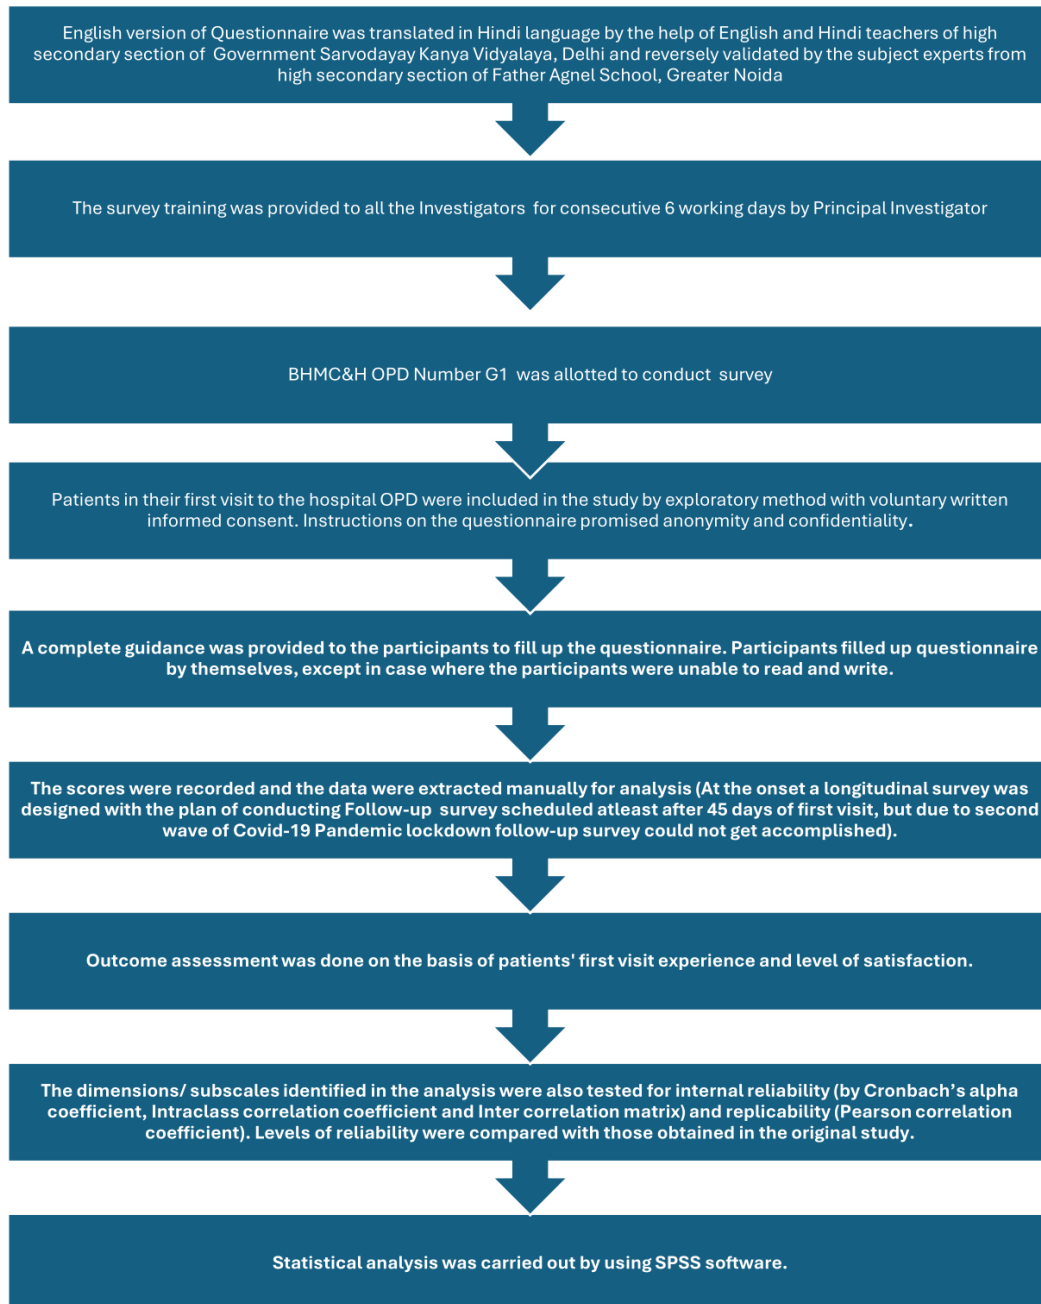 English version of Questionnaire was translated in Hindi language by the help of English and Hindi teachers of high
secondary section of Government Sarvodayay Kanya Vidyalaya, Delhi and reversely validated by the subject experts from
high secondary section of Father Agnel School, Greater Noida
The survey training was provided to all the Investigators for consecutive 6 working days by Principal Investigator
BHMC&H OPD Number G1 was allotted to conduct survey
Patients in their first visit to the hospital OPD were included in the study by exploratory method with voluntary written
informed consent. Instructions on the questionnaire promised anonymity and confidentiality.
A complete guidance was provided to the participants to fill up the questionnaire. Participants filled up questionnaire
by themselves, except in case where the participants were unable to read and write.
The scores were recorded and the data were extracted manually for analysis (At the onset a longitudinal survey was
designed with the plan of conducting Follow-up survey scheduled atleast after 45 days of first visit, but due to second
wave of Covid-19 Pandemic lockdown follow-up survey could not get accomplished).
Outcome assessment was done on the basis of patients' first visit experience and level of satisfaction.
The dimensions/ subscales identified in the analysis were also tested for internal reliability (by Cronbach’s alpha
coefficient, Intraclass correlation coefficient and Inter correlation matrix) and replicability (Pearson correlation
coefficient). Levels of reliability were compared with those obtained in the original study.
Statistical analysis was carried out by using SPSS software.